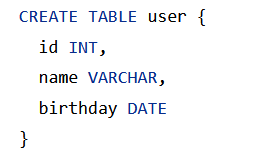 CREATE TABLE user {
id INT,
name VARCHAR,
birthday DATE
}